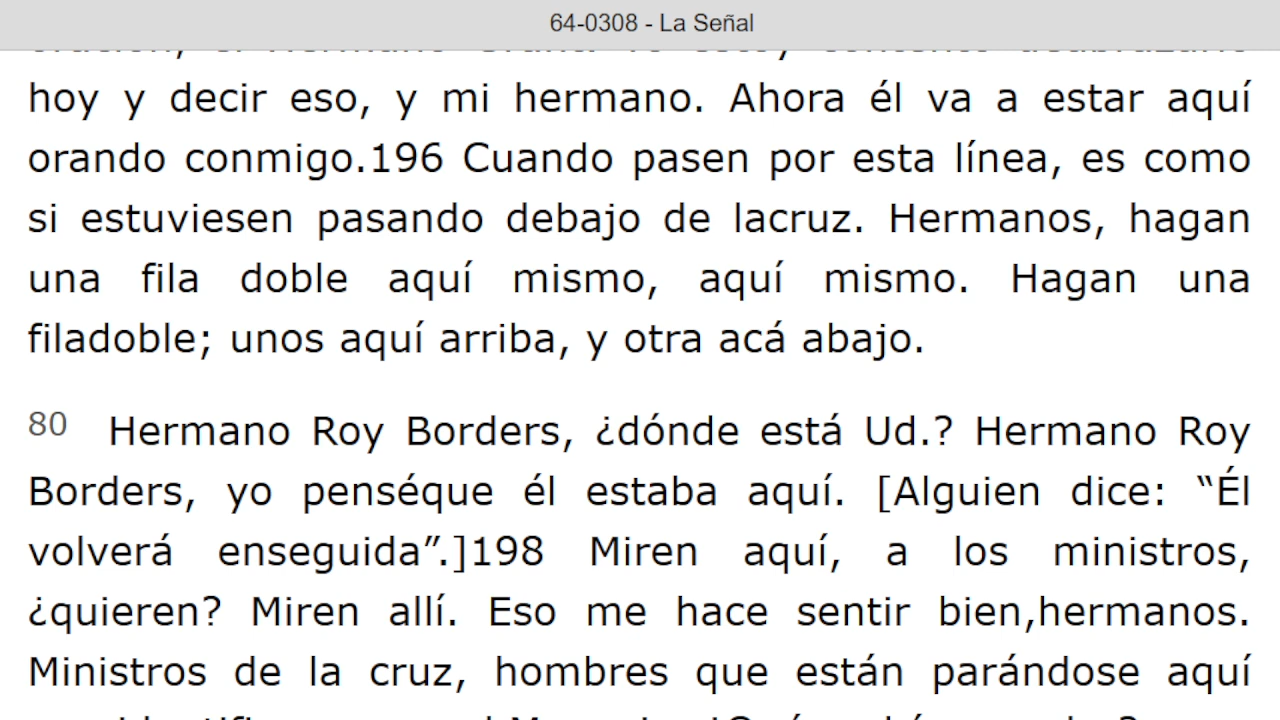 64-0308 - La Señal
hoy y decir eso, y mi hermano. Ahora él va a estar aquí
orando conmigo.196 Cuando pasen por esta línea, es como
si estuviesen pasando debajo de lacruz. Hermanos, hagan
una fila doble aquí mismo, aquí mismo. Hagan una
filadoble; unos aquí arriba, y otra acá abajo.
80 Hermano Roy Borders, ¿dónde está Ud.? Hermano Roy
Borders, yo penséque él estaba aquí. [Alguien dice: “Él
volverá enseguida”.]198 Miren aquí, a los ministros,
¿quieren? Miren allí. Eso me hace sentir bien,hermanos.
Ministros de la cruz, hombres que están parándose aquí